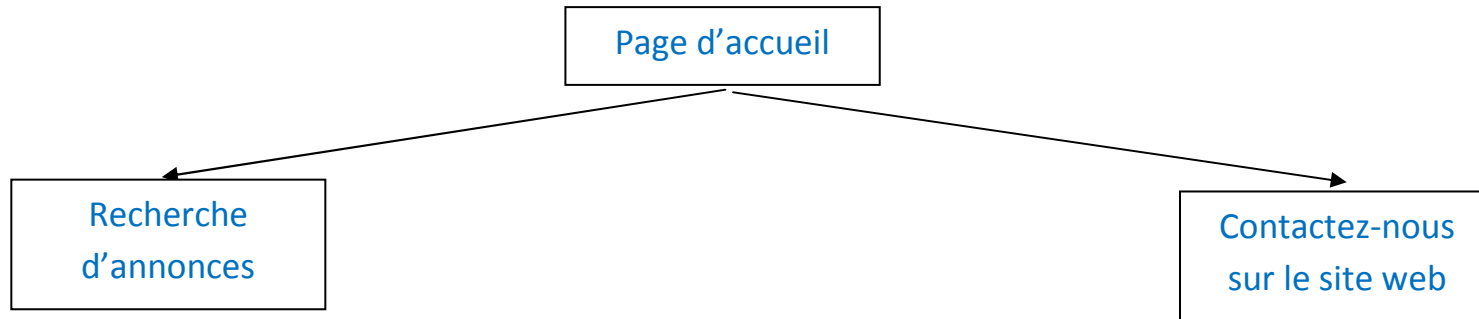 Page d’accueil
Recherche
d’annonces
Contactez-nous
sur le site web